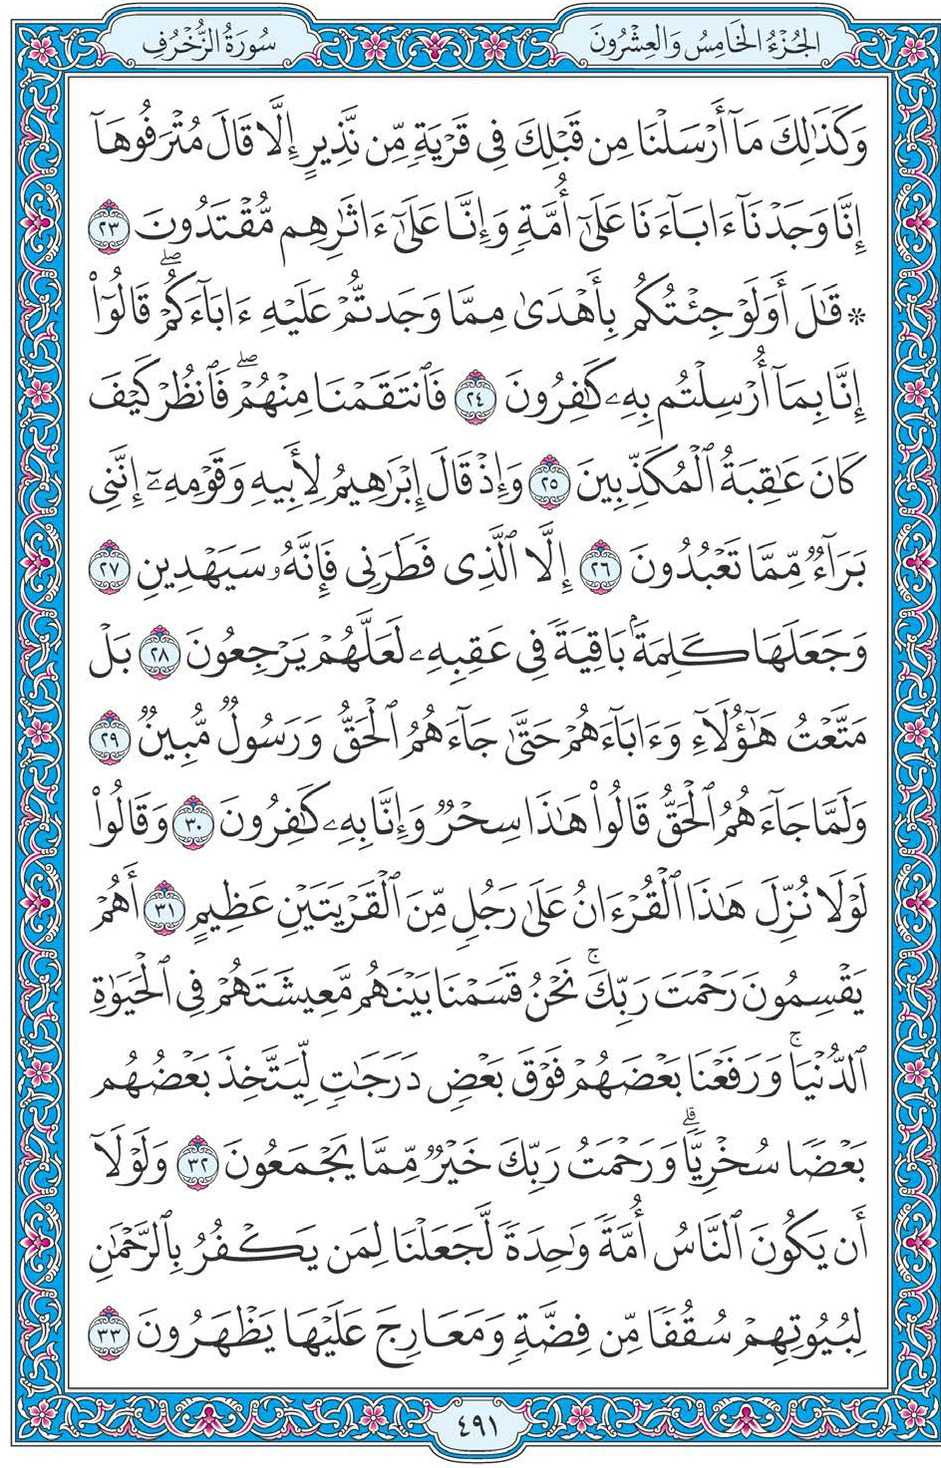 الجُزْءُ الخَامِسُ وَالعِشْرُونَ
سُورَةُ الزُّخْرُفِ
وَكَذَٰلِكَ مَآ أَرْسَلْنَا مِن قَبْلِكَ فِى قَرْيَةٍ مِّن نَّذِيرٍ إِلَّا قَالَ مُتْرَفُوهَآ
إِنَّا وَجَدْنَآ ءَابَآءَنَا عَلَىٰٓ أُمَّةٍ وَإِنَّا عَلَىٰٓ ءَاثَٰرِهِم مُّقْتَدُونَ ٢٣
* قَٰلَ أَوَلَوْ جِئْتُكُم بِأَهْدَىٰ مِمَّا وَجَدتُّمْ عَلَيْهِ ءَابَآءَكُمْۖ قَالُوٓا۟
إِنَّا بِمَآ أُرْسِلْتُم بِهِۦ كَٰفِرُونَ ٢٤ فَٱنتَقَمْنَا مِنْهُمْۖ فَٱنظُرْ كَيْفَ
كَانَ عَٰقِبَةُ ٱلْمُكَذِّبِينَ ٢٥ وَإِذْ قَالَ إِبْرَٰهِيمُ لِأَبِيهِ وَقَوْمِهِۦٓ إِنَّنِى
بَرَآءٌ مِّمَّا تَعْبُدُونَ ٢٦ إِلَّا ٱلَّذِى فَطَرَنِى فَإِنَّهُۥ سَيَهْدِينِ ٢٧
وَجَعَلَهَا كَلِمَةًۢ بَاقِيَةً فِى عَقِبِهِۦ لَعَلَّهُمْ يَرْجِعُونَ ٢٨ بَلْ
مَتَّعْتُ هَٰٓؤُلَآءِ وَءَابَآءَهُمْ حَتَّىٰ جَآءَهُمُ ٱلْحَقُّ وَرَسُولٌ مُّبِينٌ ٢٩
وَلَمَّا جَآءَهُمُ ٱلْحَقُّ قَالُوا۟ هَٰذَا سِحْرٌ وَإِنَّا بِهِۦ كَٰفِرُونَ ٣٠ وَقَالُوا۟
لَوْلَا نُزِّلَ هَٰذَا ٱلْقُرْءَانُ عَلَىٰ رَجُلٍ مِّنَ ٱلْقَرْيَتَيْنِ عَظِيمٍ ٣١ أَهُمْ
يَقْسِمُونَ رَحْمَتَ رَبِّكَۚ نَحْنُ قَسَمْنَا بَيْنَهُم مَّعِيشَتَهُمْ فِى ٱلْحَيَوٰةِ
ٱلدُّنْيَاۚ وَرَفَعْنَا بَعْضَهُمْ فَوْقَ بَعْضٍ دَرَجَٰتٍ لِّيَتَّخِذَ بَعْضُهُم
بَعْضًا سُخْرِيًّاۗ وَرَحْمَتُ رَبِّكَ خَيْرٌ مِّمَّا يَجْمَعُونَ ٣٢ وَلَوْلَآ
أَن يَكُونَ ٱلنَّاسُ أُمَّةً وَٰحِدَةً لَّجَعَلْنَا لِمَن يَكْفُرُ بِٱلرَّحْمَٰنِ
لِبُيُوتِهِمْ سُقُفًا مِّن فِضَّةٍ وَمَعَارِجَ عَلَيْهَا يَظْهَرُونَ ٣٣
٤٩١